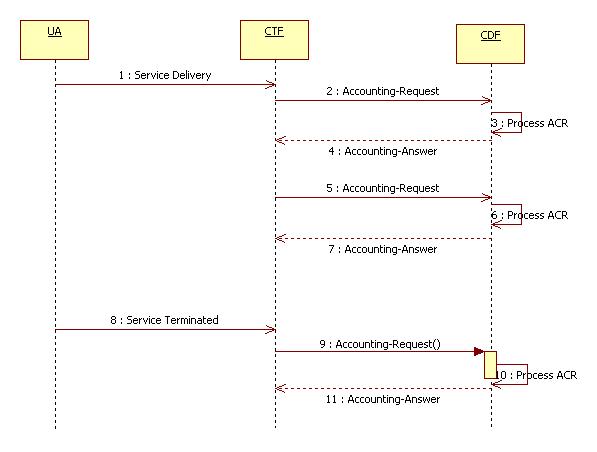 UA
CTF
CDF
1 : Service Delivery
2 : Accounting-Request
3 : Process ACR
4 : Accounting-Answer
5 : Accounting-Request
6 : Process ACR
7 : Accounting-Answer
8 : Service Terminated
9 : Accounting-Request()
10 : Process ACR
11 : Accounting-Answer